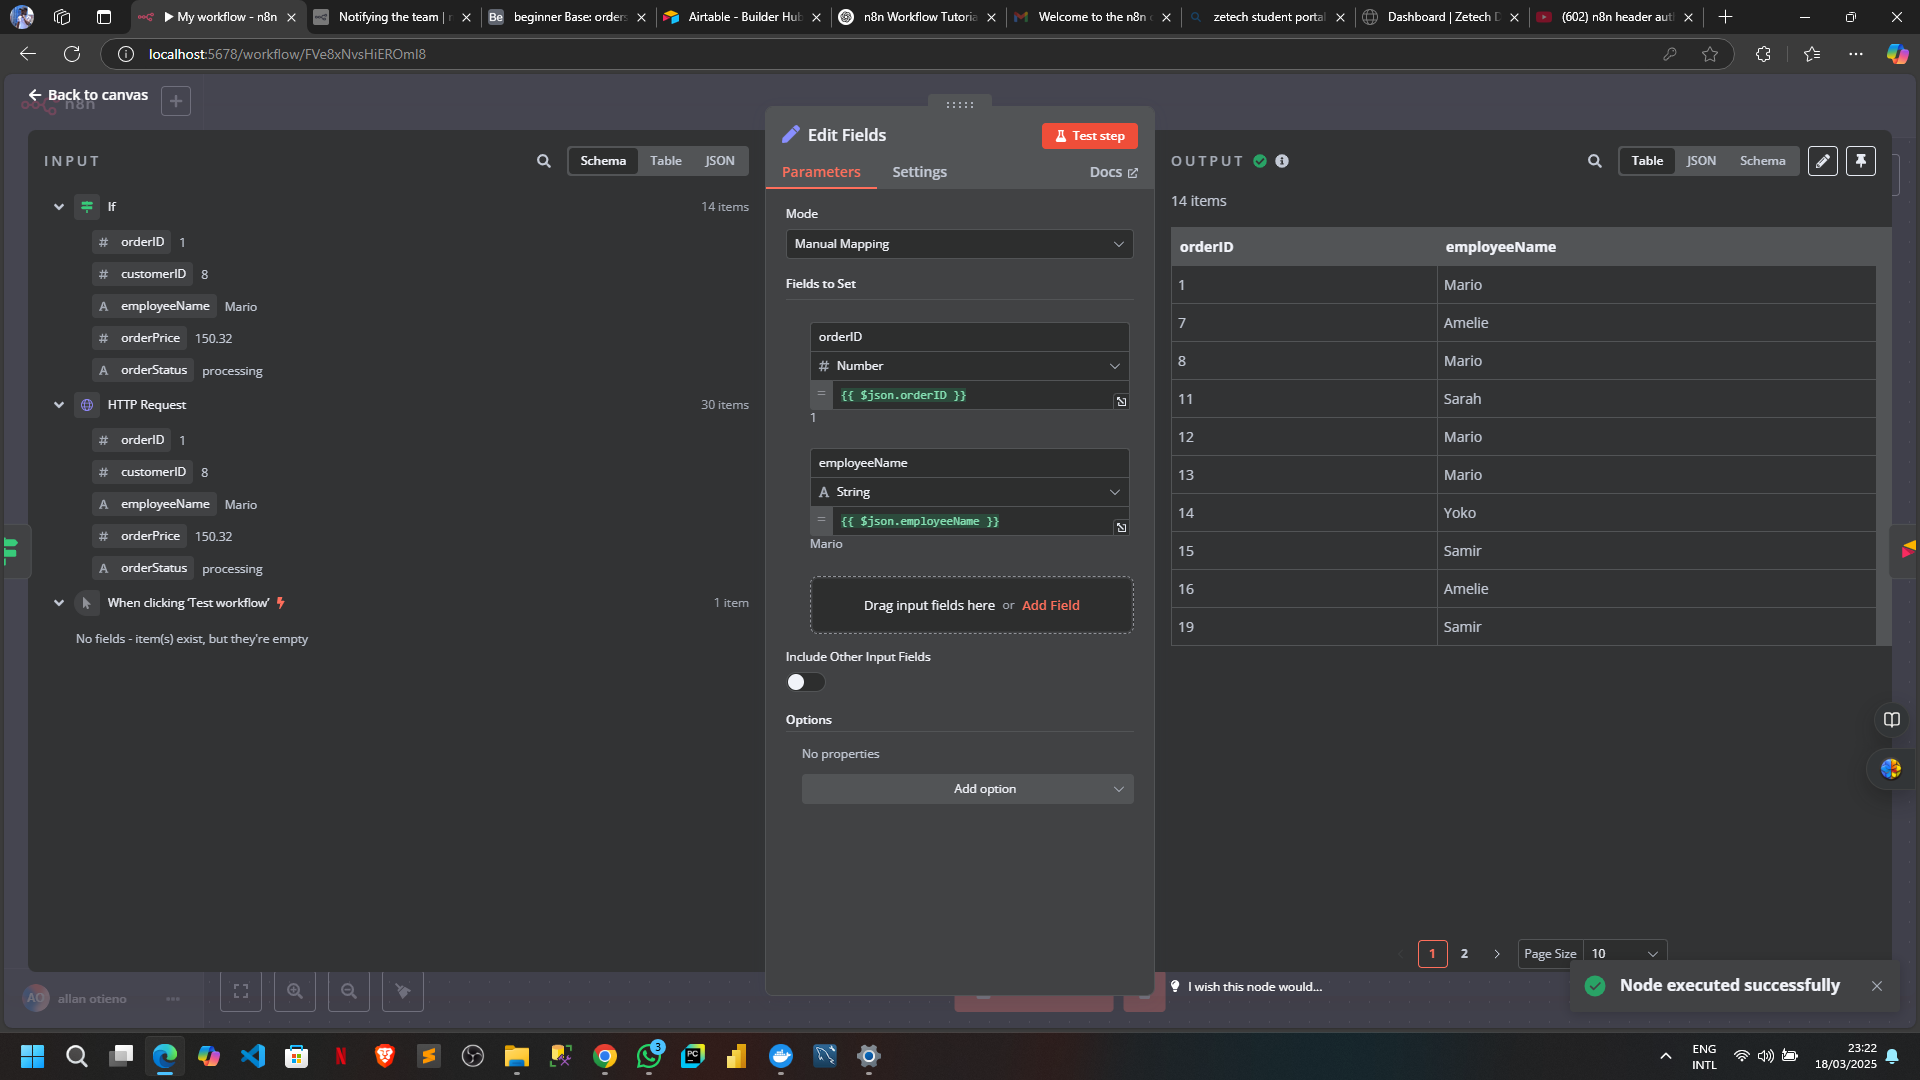 My workflow - n8n
Notifying the team | r
Be
beginner Base: orders
Airtable - Builder Hub
n8n Workflow Tutoria
Welcome to the n8n c
zetech student portal
Dashboard | Zetech D
(602) n8n header aut
localhost:5678/workflow/FVe8xNvsHiEROmI8
Back to canvas
n8n
INPUT
Schema
Table
JSON
If
14 items
# orderID 1
# customerID 8
A employeeName Mario
# orderPrice 150.32
A orderStatus processing
HTTP Request
30 items
# orderID 1
# customerID 8
A employeeName Mario
# orderPrice 150.32
A orderStatus processing
When clicking ‘Test workflow’
1 item
No fields - item(s) exist, but they're empty
Edit Fields
Test step
Parameters
Settings
Docs
Mode
Manual Mapping
Fields to Set
orderID
# Number
= {{ $json.orderID }}
1
employeeName
A String
= {{ $json.employeeName }}
Mario
Drag input fields here or Add Field
Include Other Input Fields
Options
No properties
Add option
OUTPUT
Table
JSON
Schema
14 items
orderID employeeName
1 Mario
7 Amelie
8 Mario
11 Sarah
12 Mario
13 Mario
14 Yoko
15 Samir
16 Amelie
19 Samir
1 2
Page Size 10
I wish this node would...
Node executed successfully
AO allan otieno
N
3
PC
ENG
INTL
23:22
18/03/2025